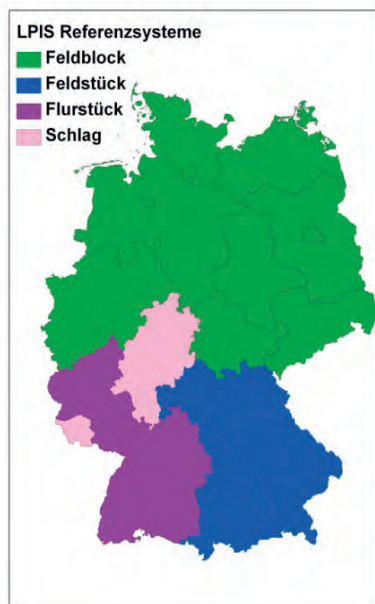 LPIS Referenzsysteme
Feldblock
Feldstück
Flurstück
Schlag